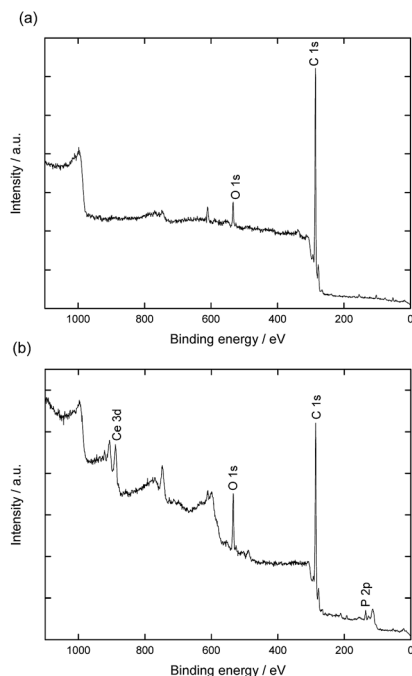 (a)
C 1s
O 1s
Intensity / a.u.
1000 800 600 400 200 0
Binding energy / eV
(b)
Ce 3d
O 1s
C 1s
P 2p
Intensity / a.u.
1000 800 600 400 200 0
Binding energy / eV